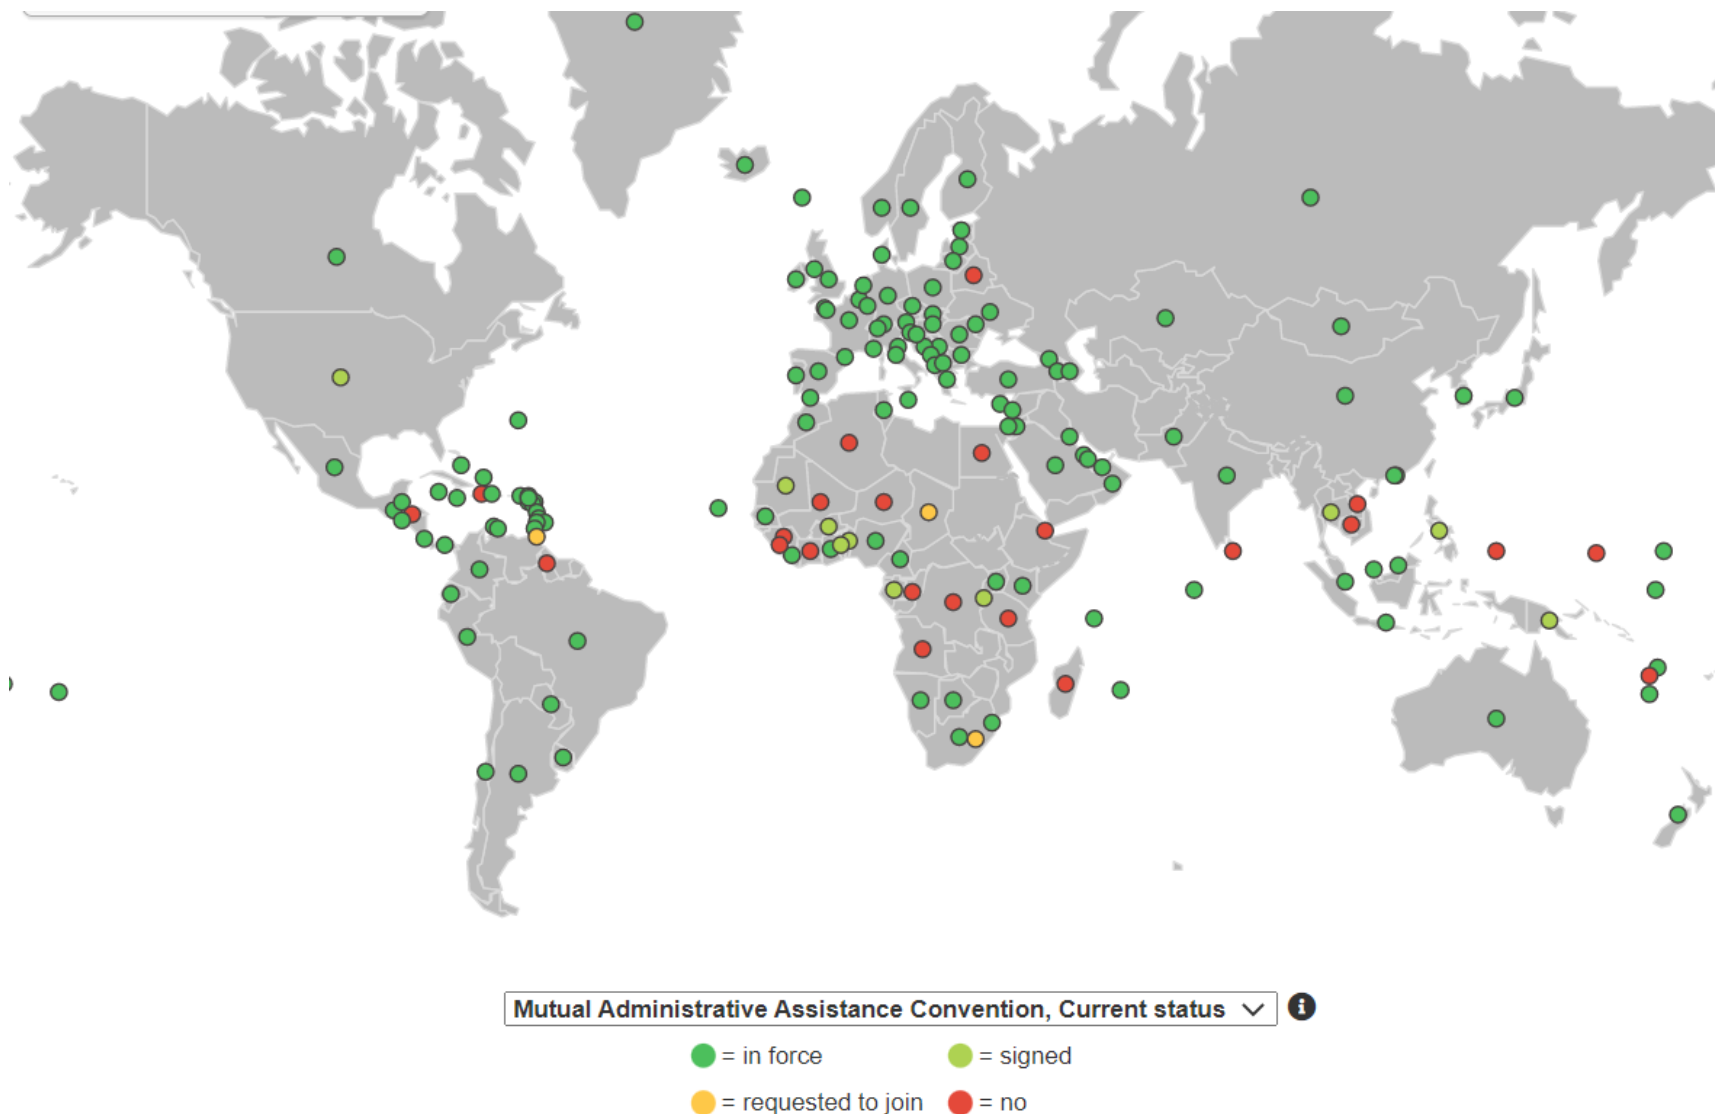 Mutual Administrative Assistance Convention, Current status
= in force
= signed
= requested to join
= no